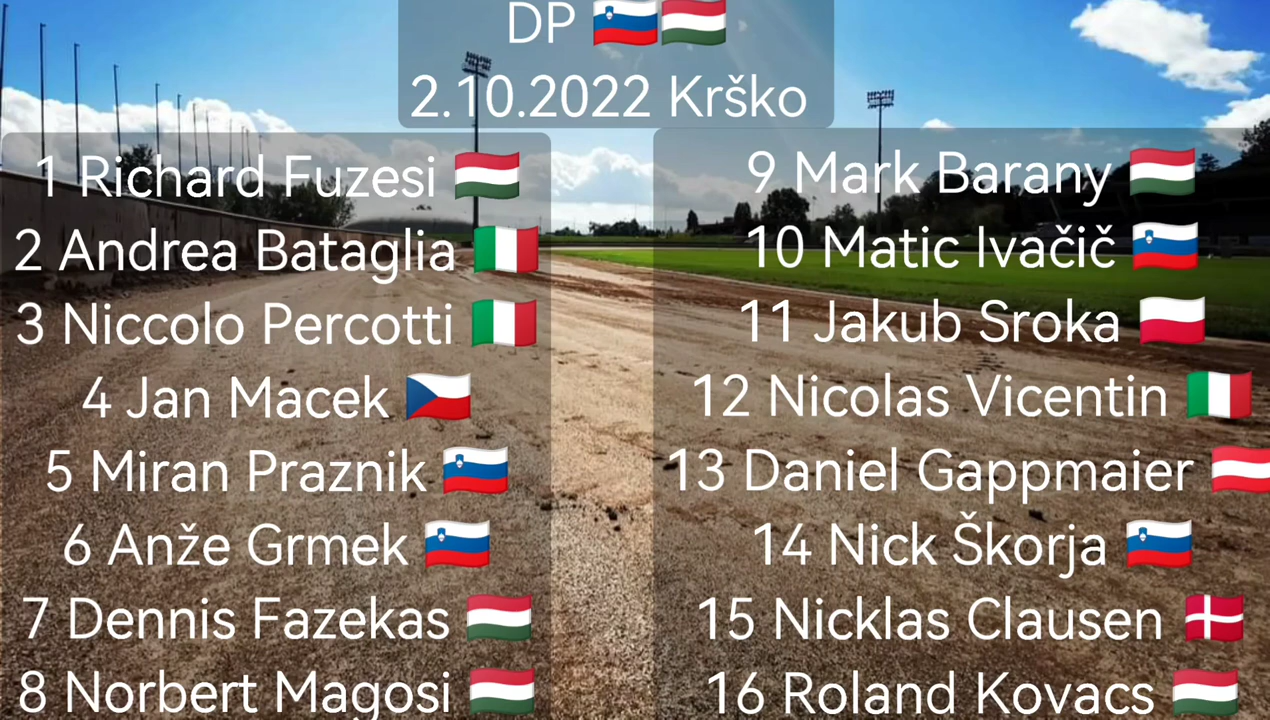 DP 🇸🇮🇭🇺
2.10.2022 Krško
1 Richard Fuzesi 🇭🇺
2 Andrea Bataglia 🇮🇹
3 Niccolo Percotti 🇮🇹
4 Jan Macek 🇨🇿
5 Miran Praznik 🇸🇮
6 Anže Grmek 🇸🇮
7 Dennis Fazekas 🇭🇺
8 Norbert Magosi 🇭🇺
9 Mark Barany 🇭🇺
10 Matic Ivačič 🇸🇮
11 Jakub Sroka 🇵🇱
12 Nicolas Vicentin 🇮🇹
13 Daniel Gappmaier 🇦🇹
14 Nick Škorja 🇸🇮
15 Nicklas Clausen 🇩🇰
16 Roland Kovacs 🇭🇺